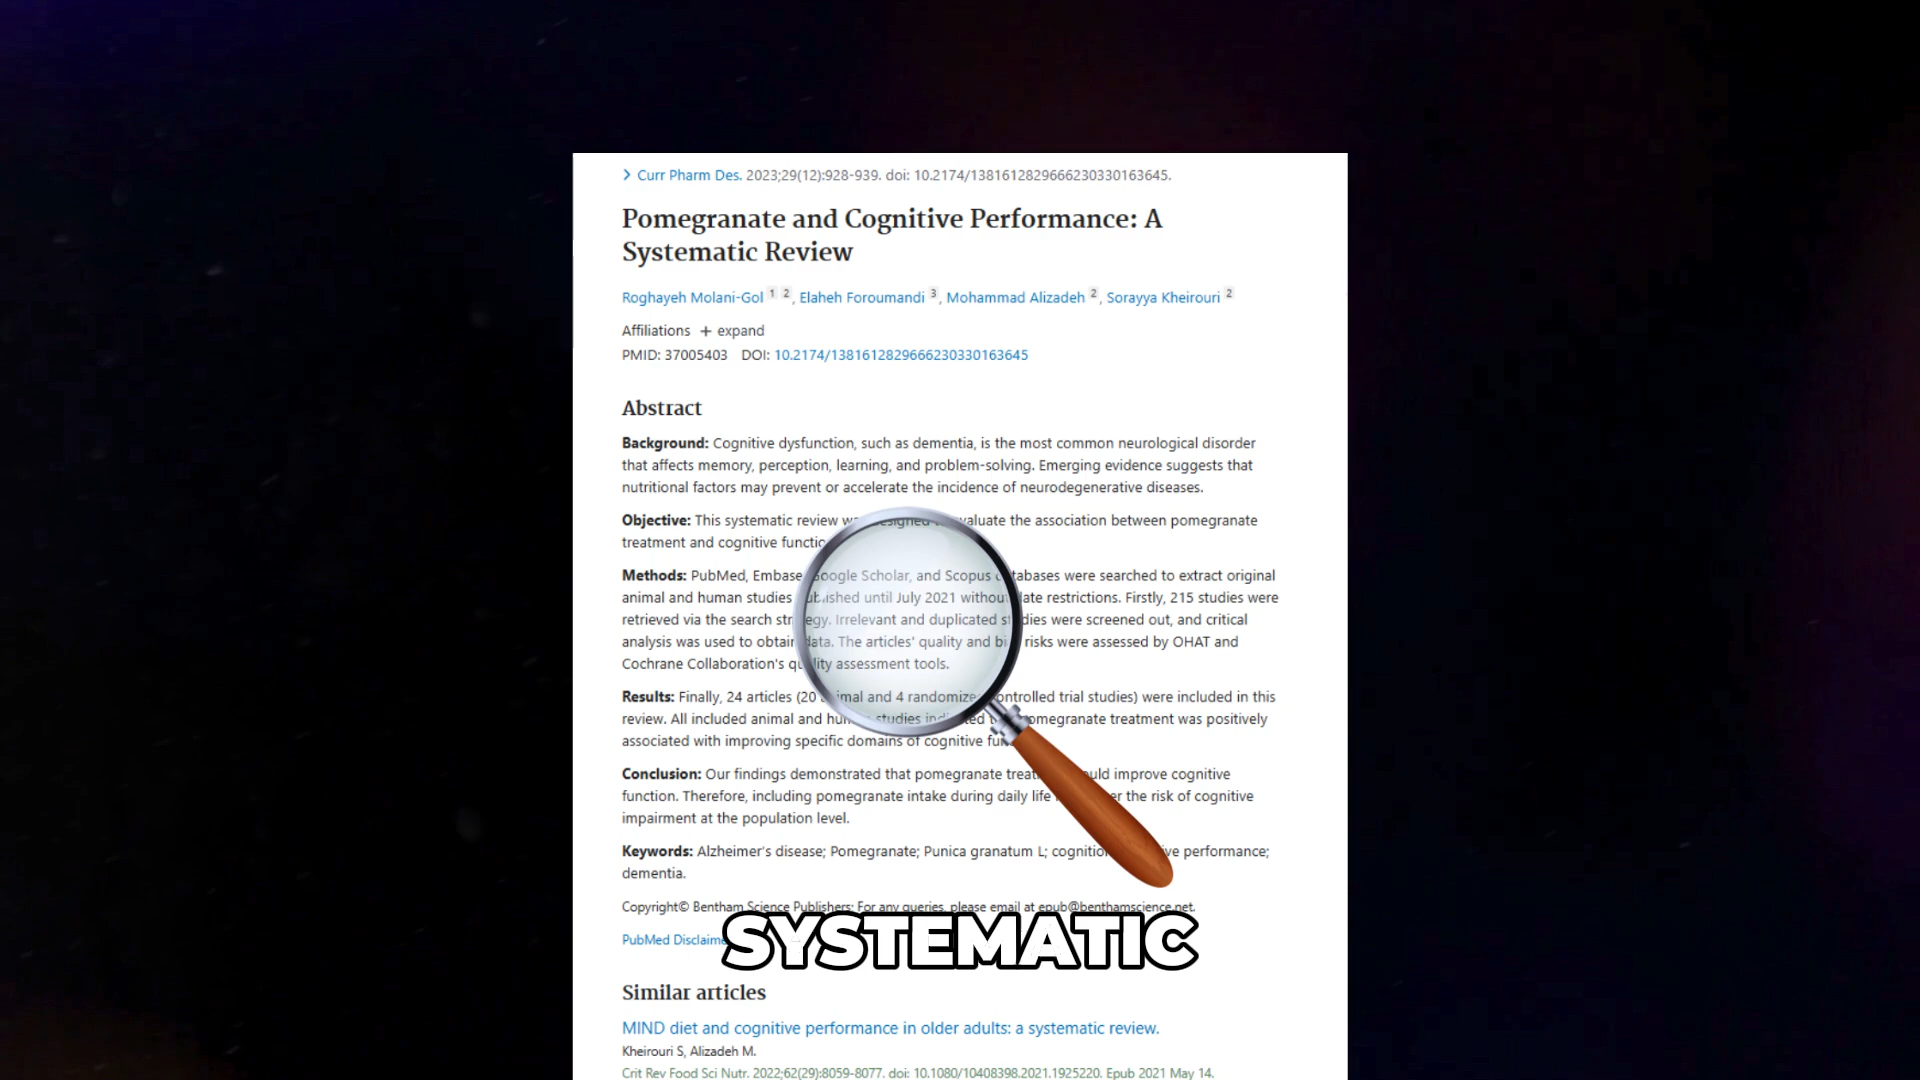 Curr Pharm Des. 2023;29(12):928-939. doi: 10.2174/1381612829666230330163645.
Pomegranate and Cognitive Performance: A
Systematic Review
Roghayeh Molani-Gol 1 2, Elaheh Foroumandi 3, Mohammad Alizadeh 2, Sorayya Kheirouri 2
Affiliations + expand
PMID: 37005403 DOI: 10.2174/1381612829666230330163645
Abstract
Background: Cognitive dysfunction, such as dementia, is the most common neurological disorder
that affects memory, perception, learning, and problem-solving. Emerging evidence suggests that
nutritional factors may prevent or accelerate the incidence of neurodegenerative diseases.
Objective: This systematic review was designed to evaluate the association between pomegranate
treatment and cognitive
Methods: PubMed, Embase, Google Scholar, and Scopus databases were searched to extract original
animal and human studies published until July 2021 without date restrictions. Firstly, 215 studies were
retrieved via the search strategy. Irrelevant and duplicated studies were screened out, and critical
analysis was used to obtain data. The articles' quality and bias risks were assessed by OHAT and
Cochrane Collaboration's quality assessment tools.
Results: Finally, 24 articles (20 animal and 4 randomized controlled trial studies) were included in this
review. All included animal and human studies indicated that pomegranate treatment was positively
associated with improving specific domains of cognitive
Conclusion: Our findings demonstrated that pomegranate treatment could improve cognitive
function. Therefore, including pomegranate intake during daily life the risk of cognitive
impairment at the population level.
Keywords: Alzheimer's disease; Pomegranate; Punica granatum L; cognition; cognitive performance;
dementia.
Copyright© Bentham Science Publishers; For any queries, please email at epub@benthamscience.net.
PubMed
SYSTEMATIC
Similar articles
MIND diet and cognitive performance in older adults: a systematic review.
Kheirouri S, Alizadeh M.
Crit Rev Food Sci Nutr. 2022;62(29):8059-8077. doi: 10.1080/10408398.2021.1925220. Epub 2021 May 14.